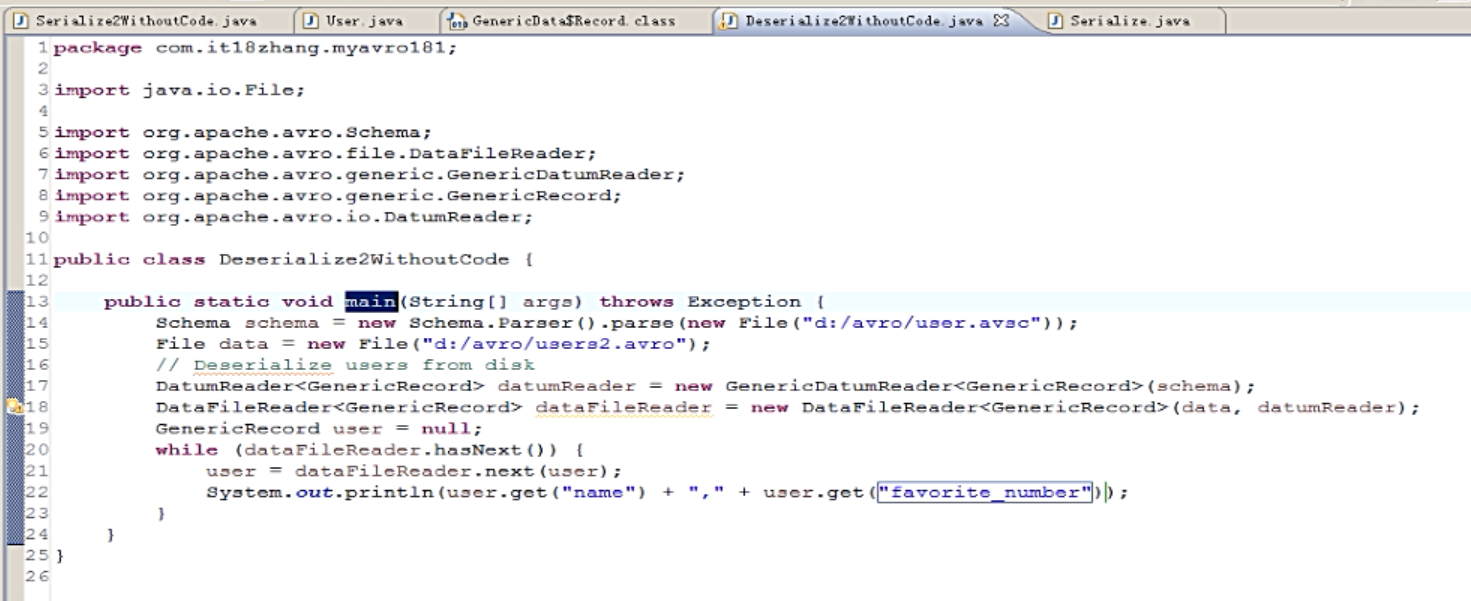 Serialize2WithoutCode.java User.java GenericData$Record.class Deserialize2WithoutCode.java Serialize.java
1 package com.it18zhang.myavro181;
2
3 import java.io.File;
4
5 import org.apache.avro.Schema;
6 import org.apache.avro.file.DataFileReader;
7 import org.apache.avro.generic.GenericDatumReader;
8 import org.apache.avro.generic.GenericRecord;
9 import org.apache.avro.io.DatumReader;
10
11 public class Deserialize2WithoutCode {
12
13 public static void main(String[] args) throws Exception {
14 Schema schema = new Schema.Parser().parse(new File("d:/avro/user.avsc"));
15 File data = new File("d:/avro/users2.avro");
16 // Deserialize users from disk
17 DatumReader<GenericRecord> datumReader = new GenericDatumReader<GenericRecord>(schema);
18 DataFileReader<GenericRecord> dataFileReader = new DataFileReader<GenericRecord>(data, datumReader);
19 GenericRecord user = null;
20 while (dataFileReader.hasNext()) {
21 user = dataFileReader.next(user);
22 System.out.println(user.get("name") + "," + user.get("favorite_number"));
23 }
24 }
25 }
26